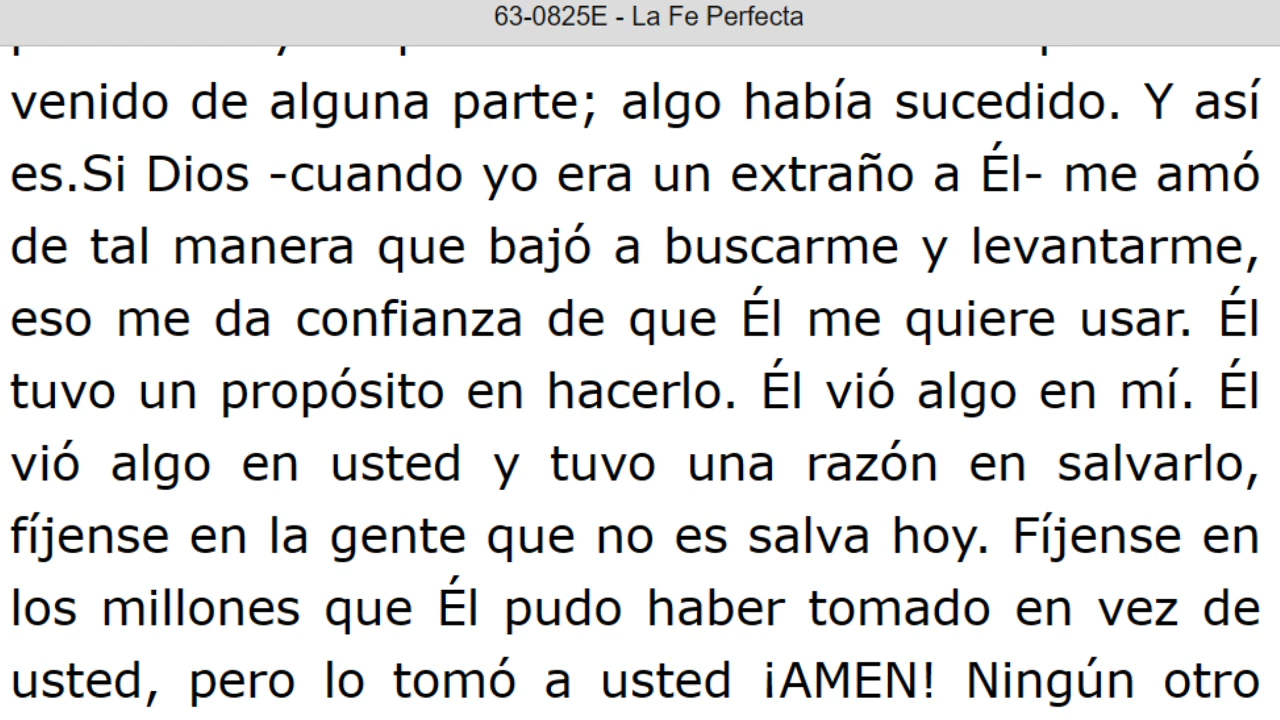 63-0825E - La Fe Perfecta
venido de alguna parte; algo había sucedido. Y así
es.Si Dios -cuando yo era un extraño a Él- me amó
de tal manera que bajó a buscarme y levantarme,
eso me da confianza de que Él me quiere usar. Él
tuvo un propósito en hacerlo. Él vió algo en mí. Él
vió algo en usted y tuvo una razón en salvarlo,
fíjense en la gente que no es salva hoy. Fíjense en
los millones que Él pudo haber tomado en vez de
usted, pero lo tomó a usted ¡AMEN! Ningún otro